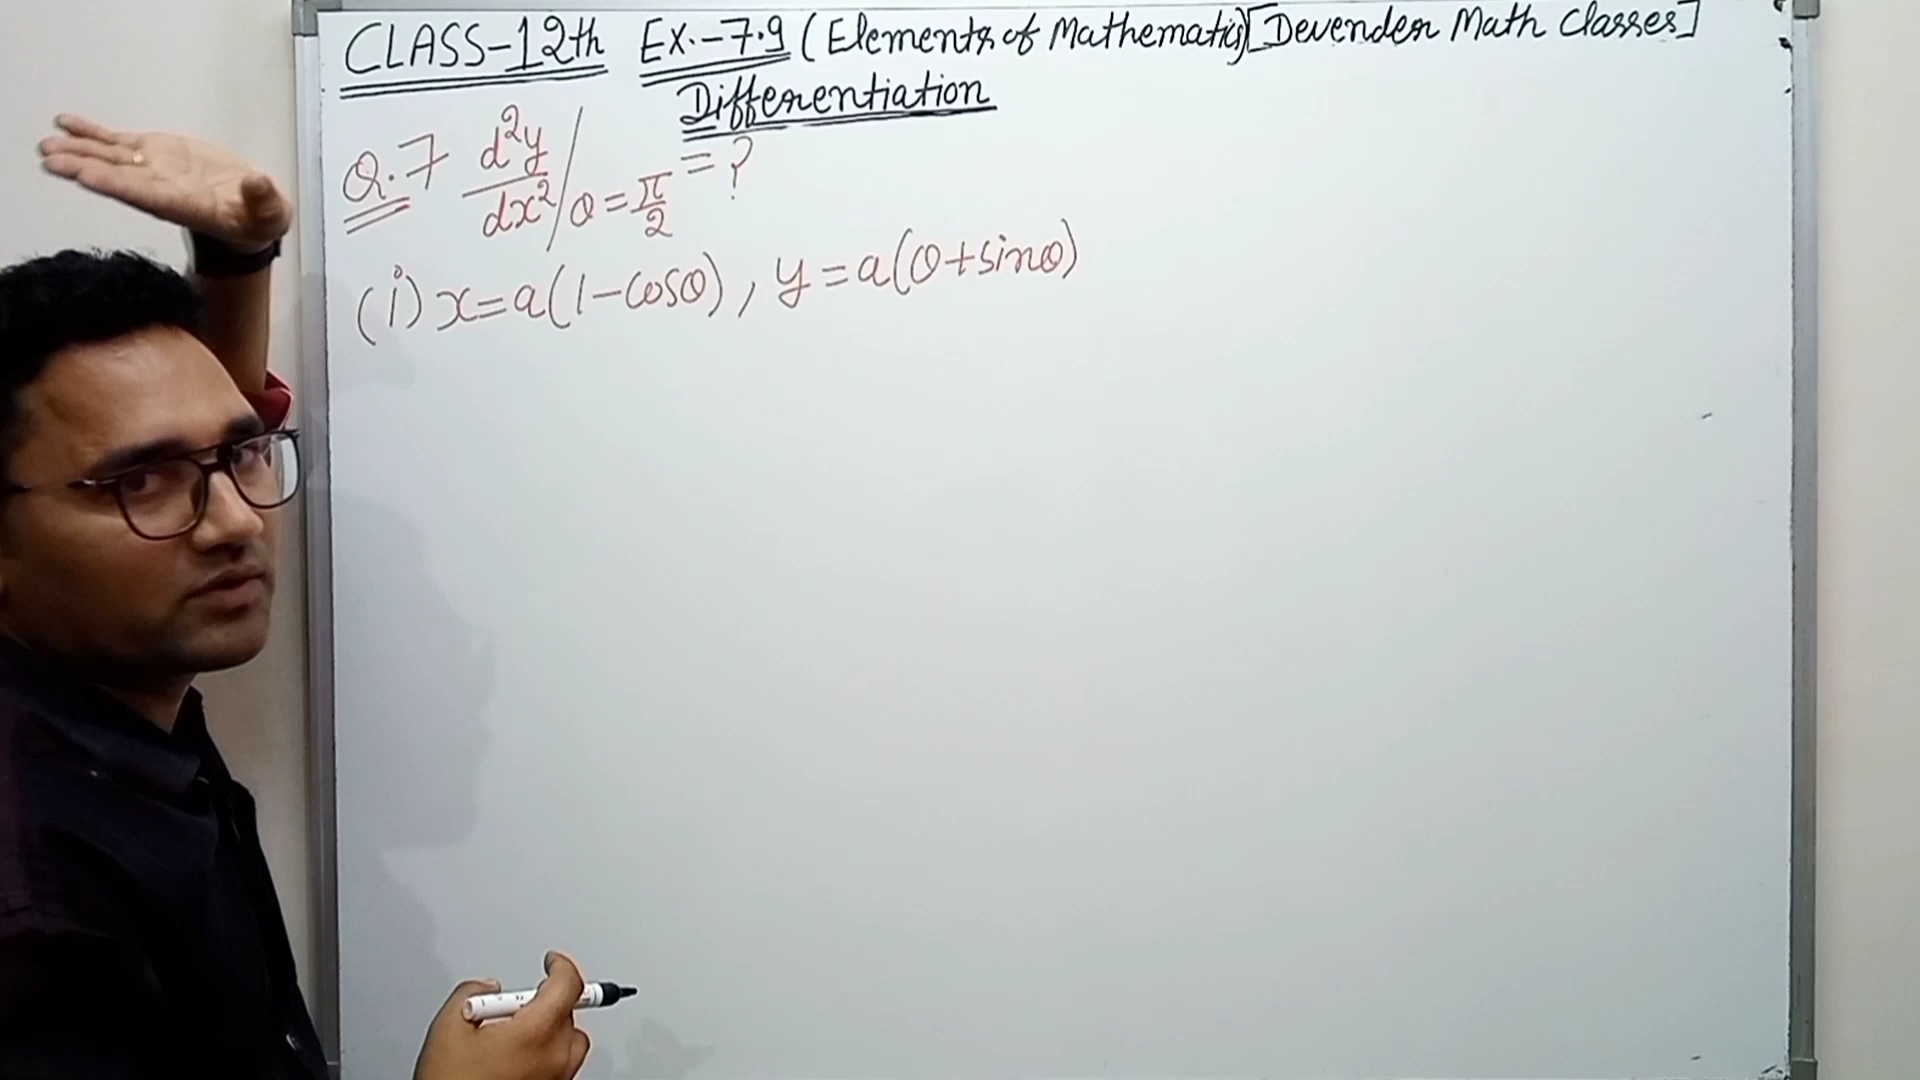 CLASS-12th EX.-7.9 (Elements of Mathematics) [Devender Math Classes]
Differentiation
Q.7 d²y/dx² / θ=π/2 = ?
(i) x=a(1-cosθ), y=a(θ+sinθ)